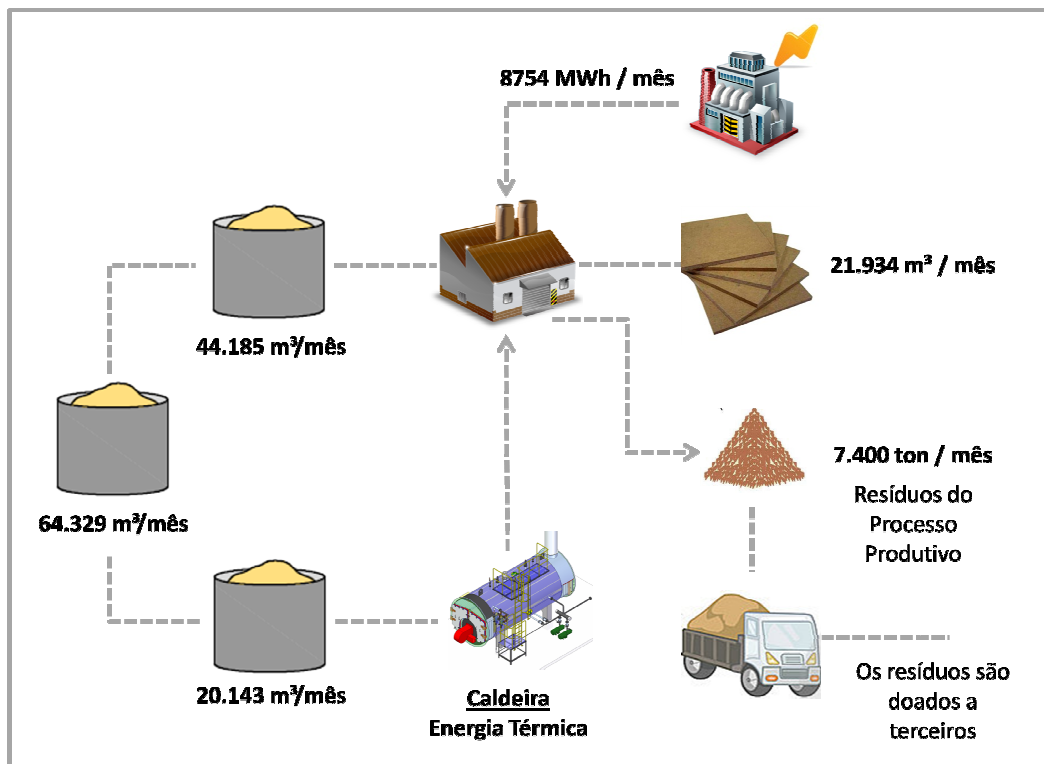 8754 MWh / mês
44.185 m³/mês
21.934 m³ / mês
64.329 m³/mês
7.400 ton / mês
Resíduos do
Processo
Produtivo
20.143 m³/mês
Caldeira
Energia Térmica
Os resíduos são
doados a
terceiros